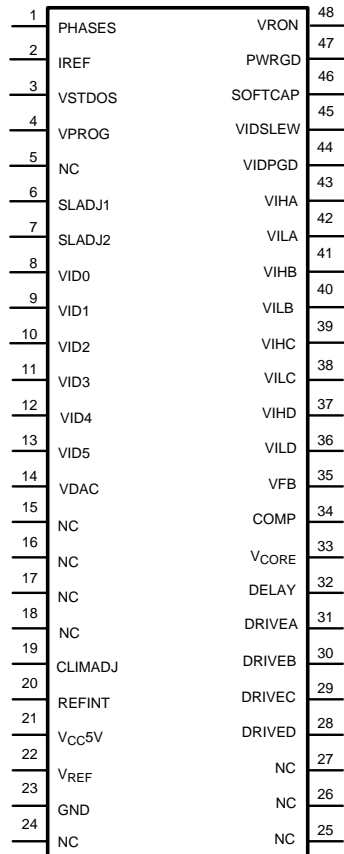 1 PHASES VRON 48
2 IREF PWRGD 47
3 VSTDOS SOFTCAP 46
4 VPROG VIDSLEW 45
5 NC VIDPGD 44
6 SLADJ1 VIHA 43
7 SLADJ2 VILA 42
8 VID0 VIHB 41
9 VID1 VILB 40
10 VID2 VIHC 39
11 VID3 VILC 38
12 VID4 VIHD 37
13 VID5 VILD 36
14 VDAC VFB 35
15 NC COMP 34
16 NC VCORE 33
17 NC DELAY 32
18 NC DRIVEA 31
19 CLIMADJ DRIVEB 30
20 REFINT DRIVEC 29
21 VCC5V DRIVED 28
22 VREF NC 27
23 GND NC 26
24 NC NC 25